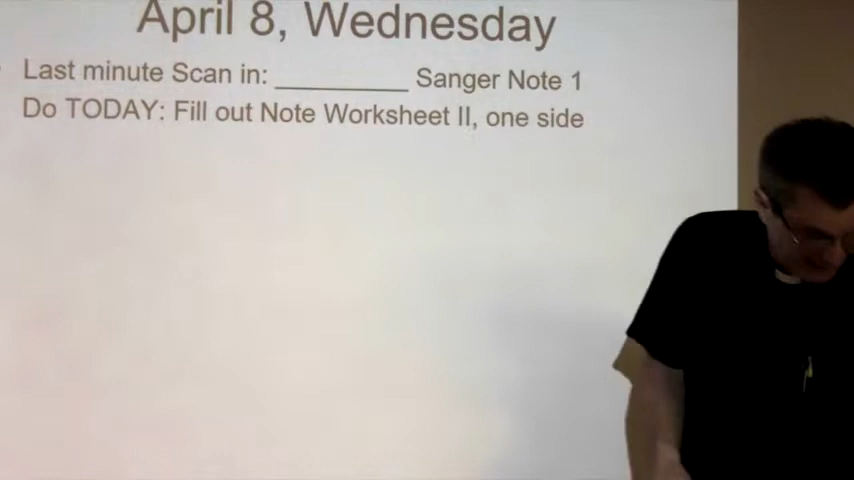 April 8, Wednesday
Last minute Scan in: __________ Sanger Note 1
Do TODAY: Fill out Note Worksheet II, one side